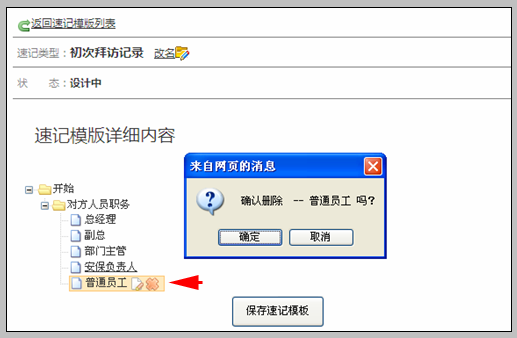 返回速记模版列表
速记类型：初次拜访记录 改名
状 态：设计中
速记模版详细内容
来自网页的消息
确认删除 -- 普通员工 吗?
确定 取消
开始
对方人员职务
总经理
副总
部门主管
安保负责人
普通员工
保存速记模板